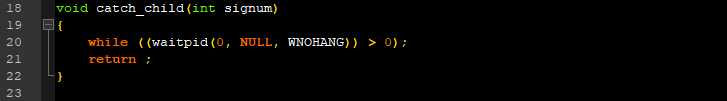 18 void catch_child(int signum)
19 {
20 while ((waitpid(0, NULL, WNOHANG)) > 0);
21 return ;
22 }
23